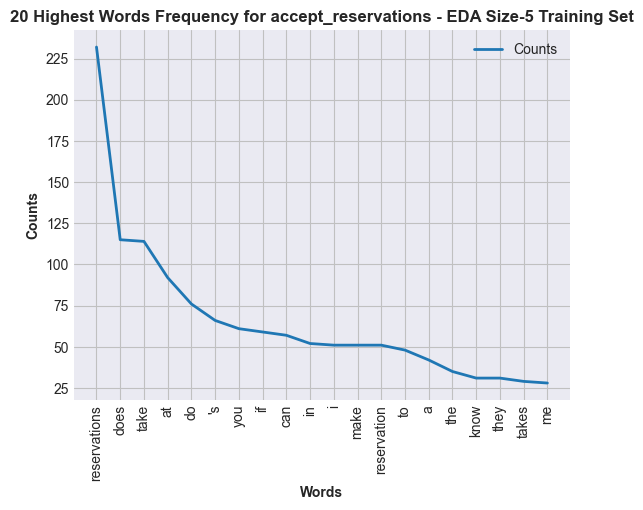 20 Highest Words Frequency for accept_reservations - EDA Size-5 Training Set
Counts
225
200
175
150
125
100
75
50
25
Counts
reservations
does
take
at
do
's
you
if
can
in
i
make
reservation
to
a
the
know
they
takes
me
Words